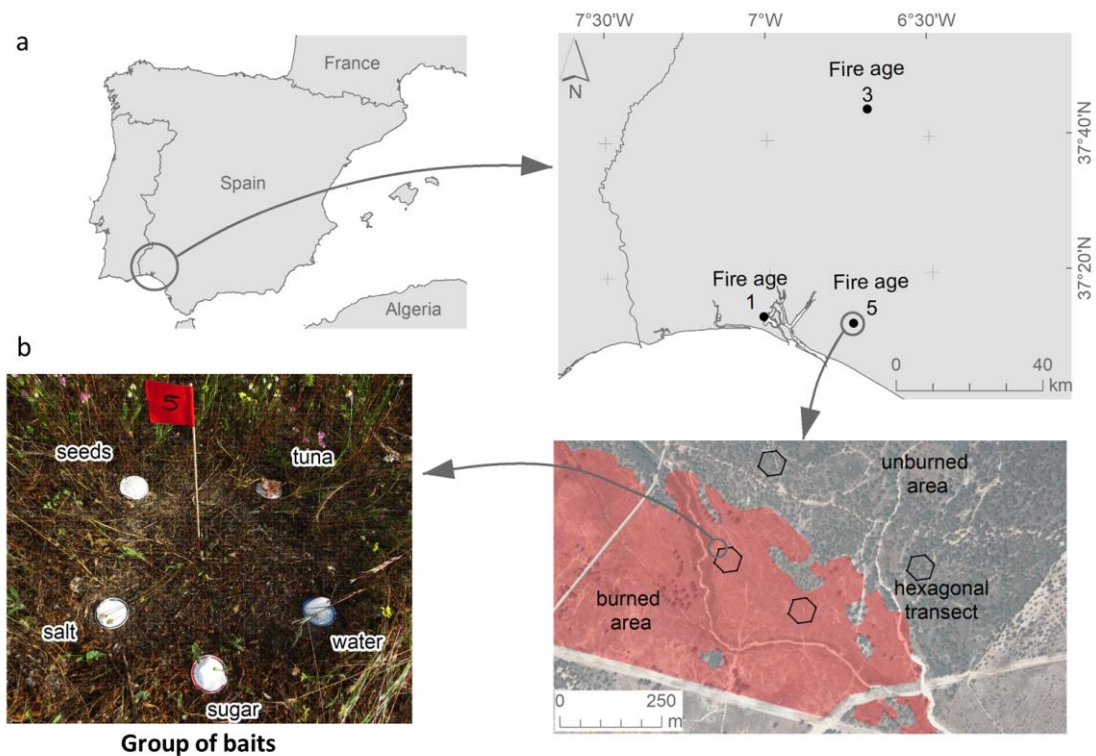 a
France
Spain
Algeria
7°30'W
7°W
6°30'W
N
Fire age
3
37°40'N
37°20'N
Fire age
1
Fire age
5
0
40
km
b
5
seeds
tuna
salt
water
sugar
Group of baits
unburned
area
burned
area
hexagonal
transect
0
250
m